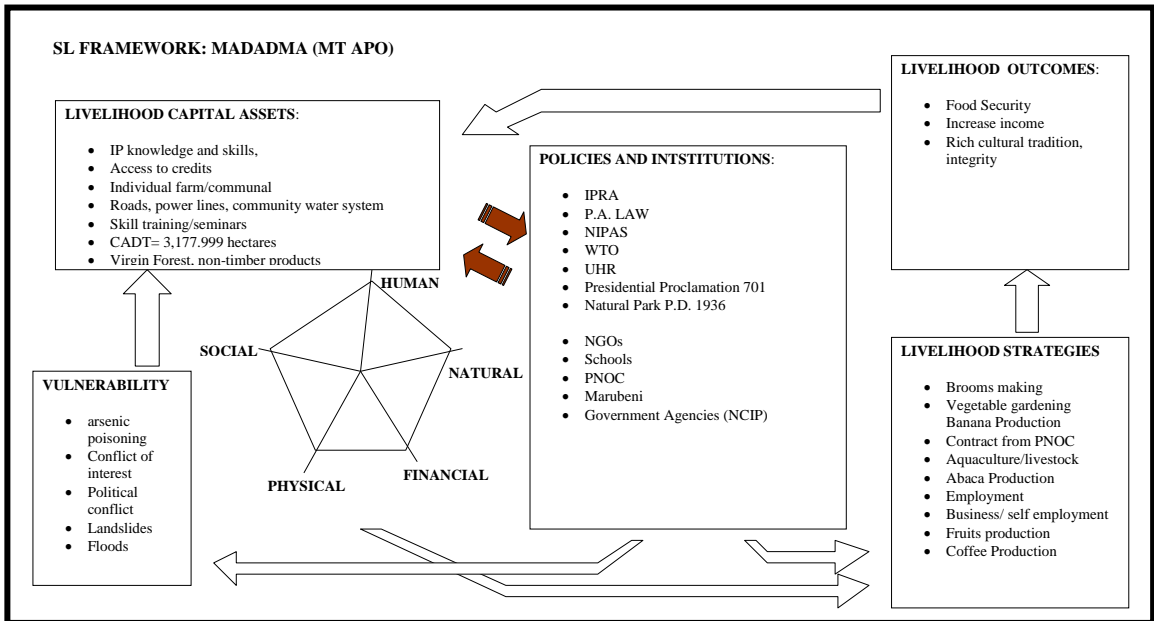 SL FRAMEWORK: MADADMA (MT APO)
LIVELIHOOD CAPITAL ASSETS:
• IP knowledge and skills,
• Access to credits
• Individual farm/communal
• Roads, power lines, community water system
• Skill training/seminars
• CADT= 3,177.999 hectares
• Virgin Forest, non-timber products
HUMAN
SOCIAL
NATURAL
PHYSICAL
FINANCIAL
VULNERABILITY
• arsenic
poisoning
• Conflict of
interest
• Political
conflict
• Landslides
• Floods
POLICIES AND INTSTITUTIONS:
• IPRA
• P.A. LAW
• NIPAS
• WTO
• UHR
• Presidential Proclamation 701
• Natural Park P.D. 1936
• NGOs
• Schools
• PNOC
• Marubeni
• Government Agencies (NCIP)
LIVELIHOOD OUTCOMES:
• Food Security
• Increase income
• Rich cultural tradition,
integrity
LIVELIHOOD STRATEGIES
• Brooms making
• Vegetable gardening
Banana Production
• Contract from PNOC
• Aquaculture/livestock
• Abaca Production
• Employment
• Business/ self employment
• Fruits production
• Coffee Production